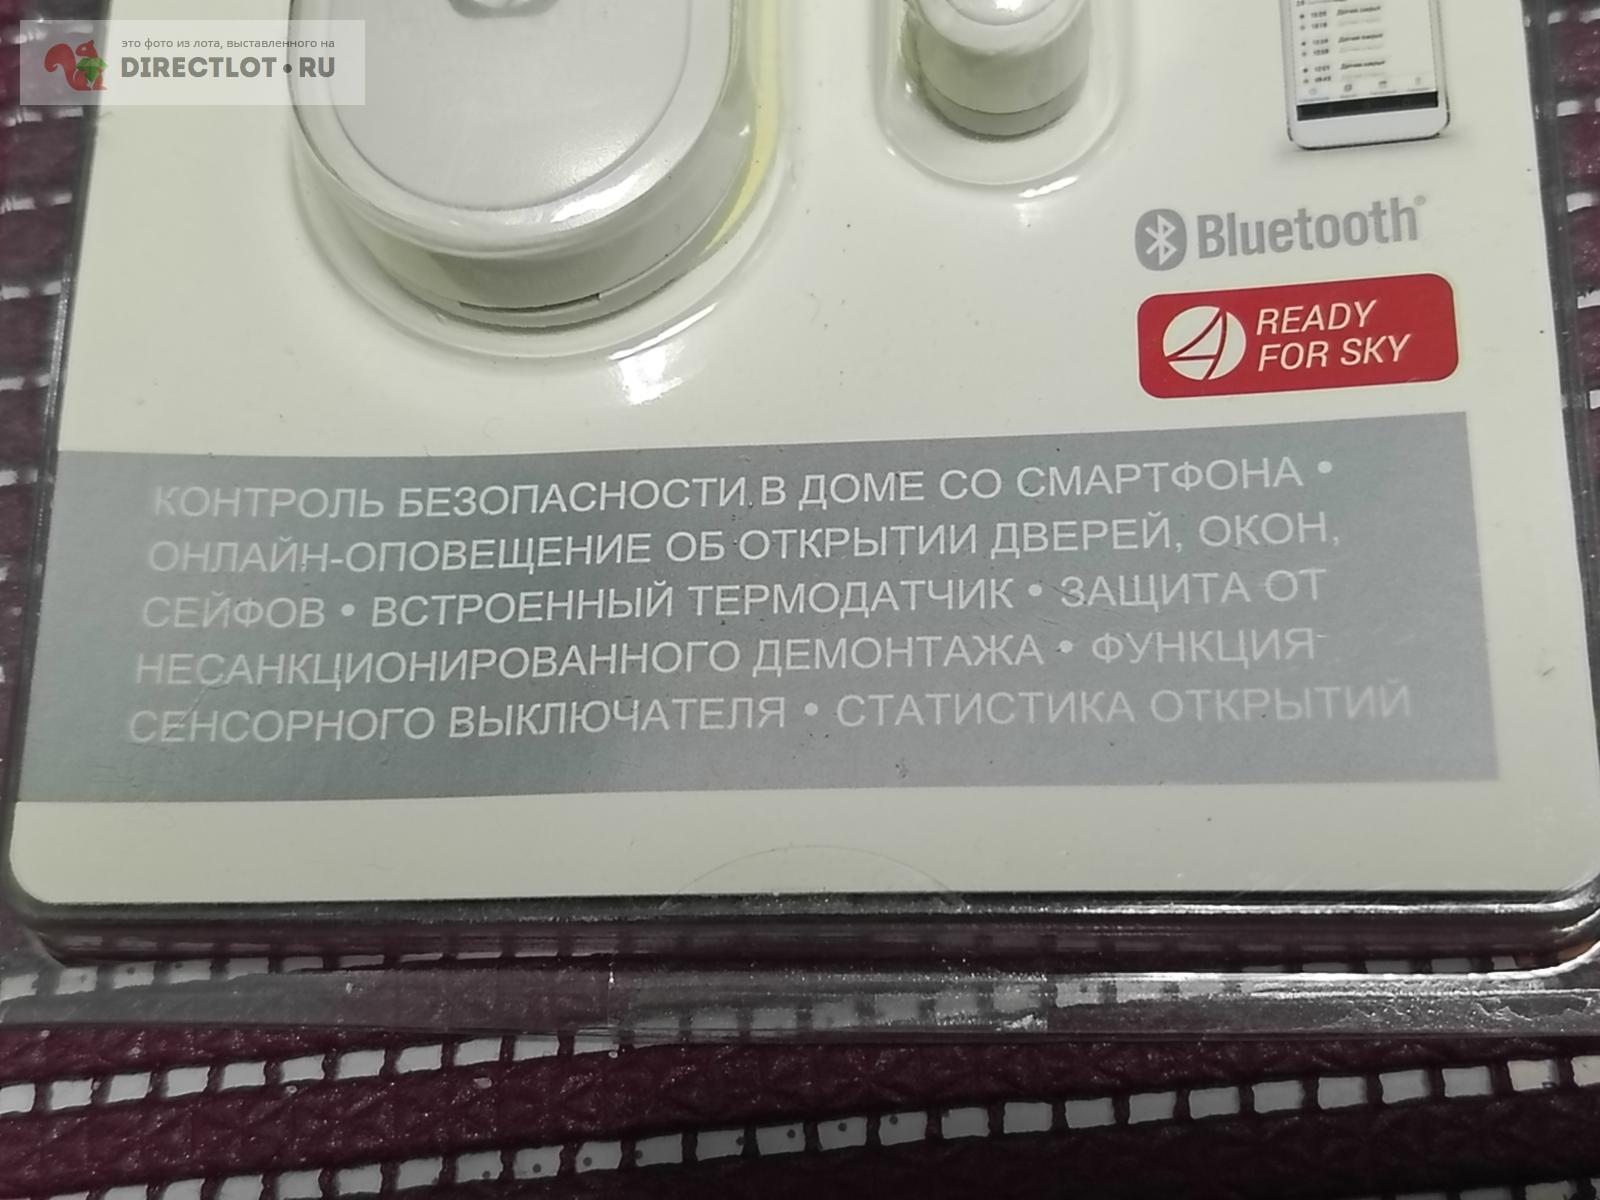 это фото из лота, выставленного на
DIRECTLOT•RU
Bluetooth®
READY
FOR SKY
КОНТРОЛЬ БЕЗОПАСНОСТИ В ДОМЕ СО СМАРТФОНА •
ОНЛАЙН-ОПОВЕЩЕНИЕ ОБ ОТКРЫТИИ ДВЕРЕЙ, ОКОН,
СЕЙФОВ • ВСТРОЕННЫЙ ТЕРМОДАТЧИК • ЗАЩИТА ОТ
НЕСАНКЦИОНИРОВАННОГО ДЕМОНТАЖА • ФУНКЦИЯ
СЕНСОРНОГО ВЫКЛЮЧАТЕЛЯ • СТАТИСТИКА ОТКРЫТИЙ